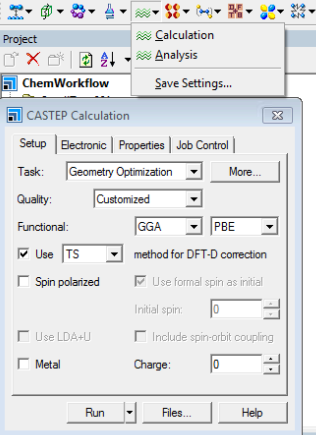 Calculation
Project
Analysis
Save Settings...
ChemWorkflow
CASTEP Calculation
Setup Electronic Properties Job Control
Task: Geometry Optimization More...
Quality: Customized
Functional: GGA PBE
Use TS method for DFT-D correction
Spin polarized Use formal spin as initial
Initial spin: 0
Use LDA+U Include spin-orbit coupling
Metal Charge: 0
Run Files... Help